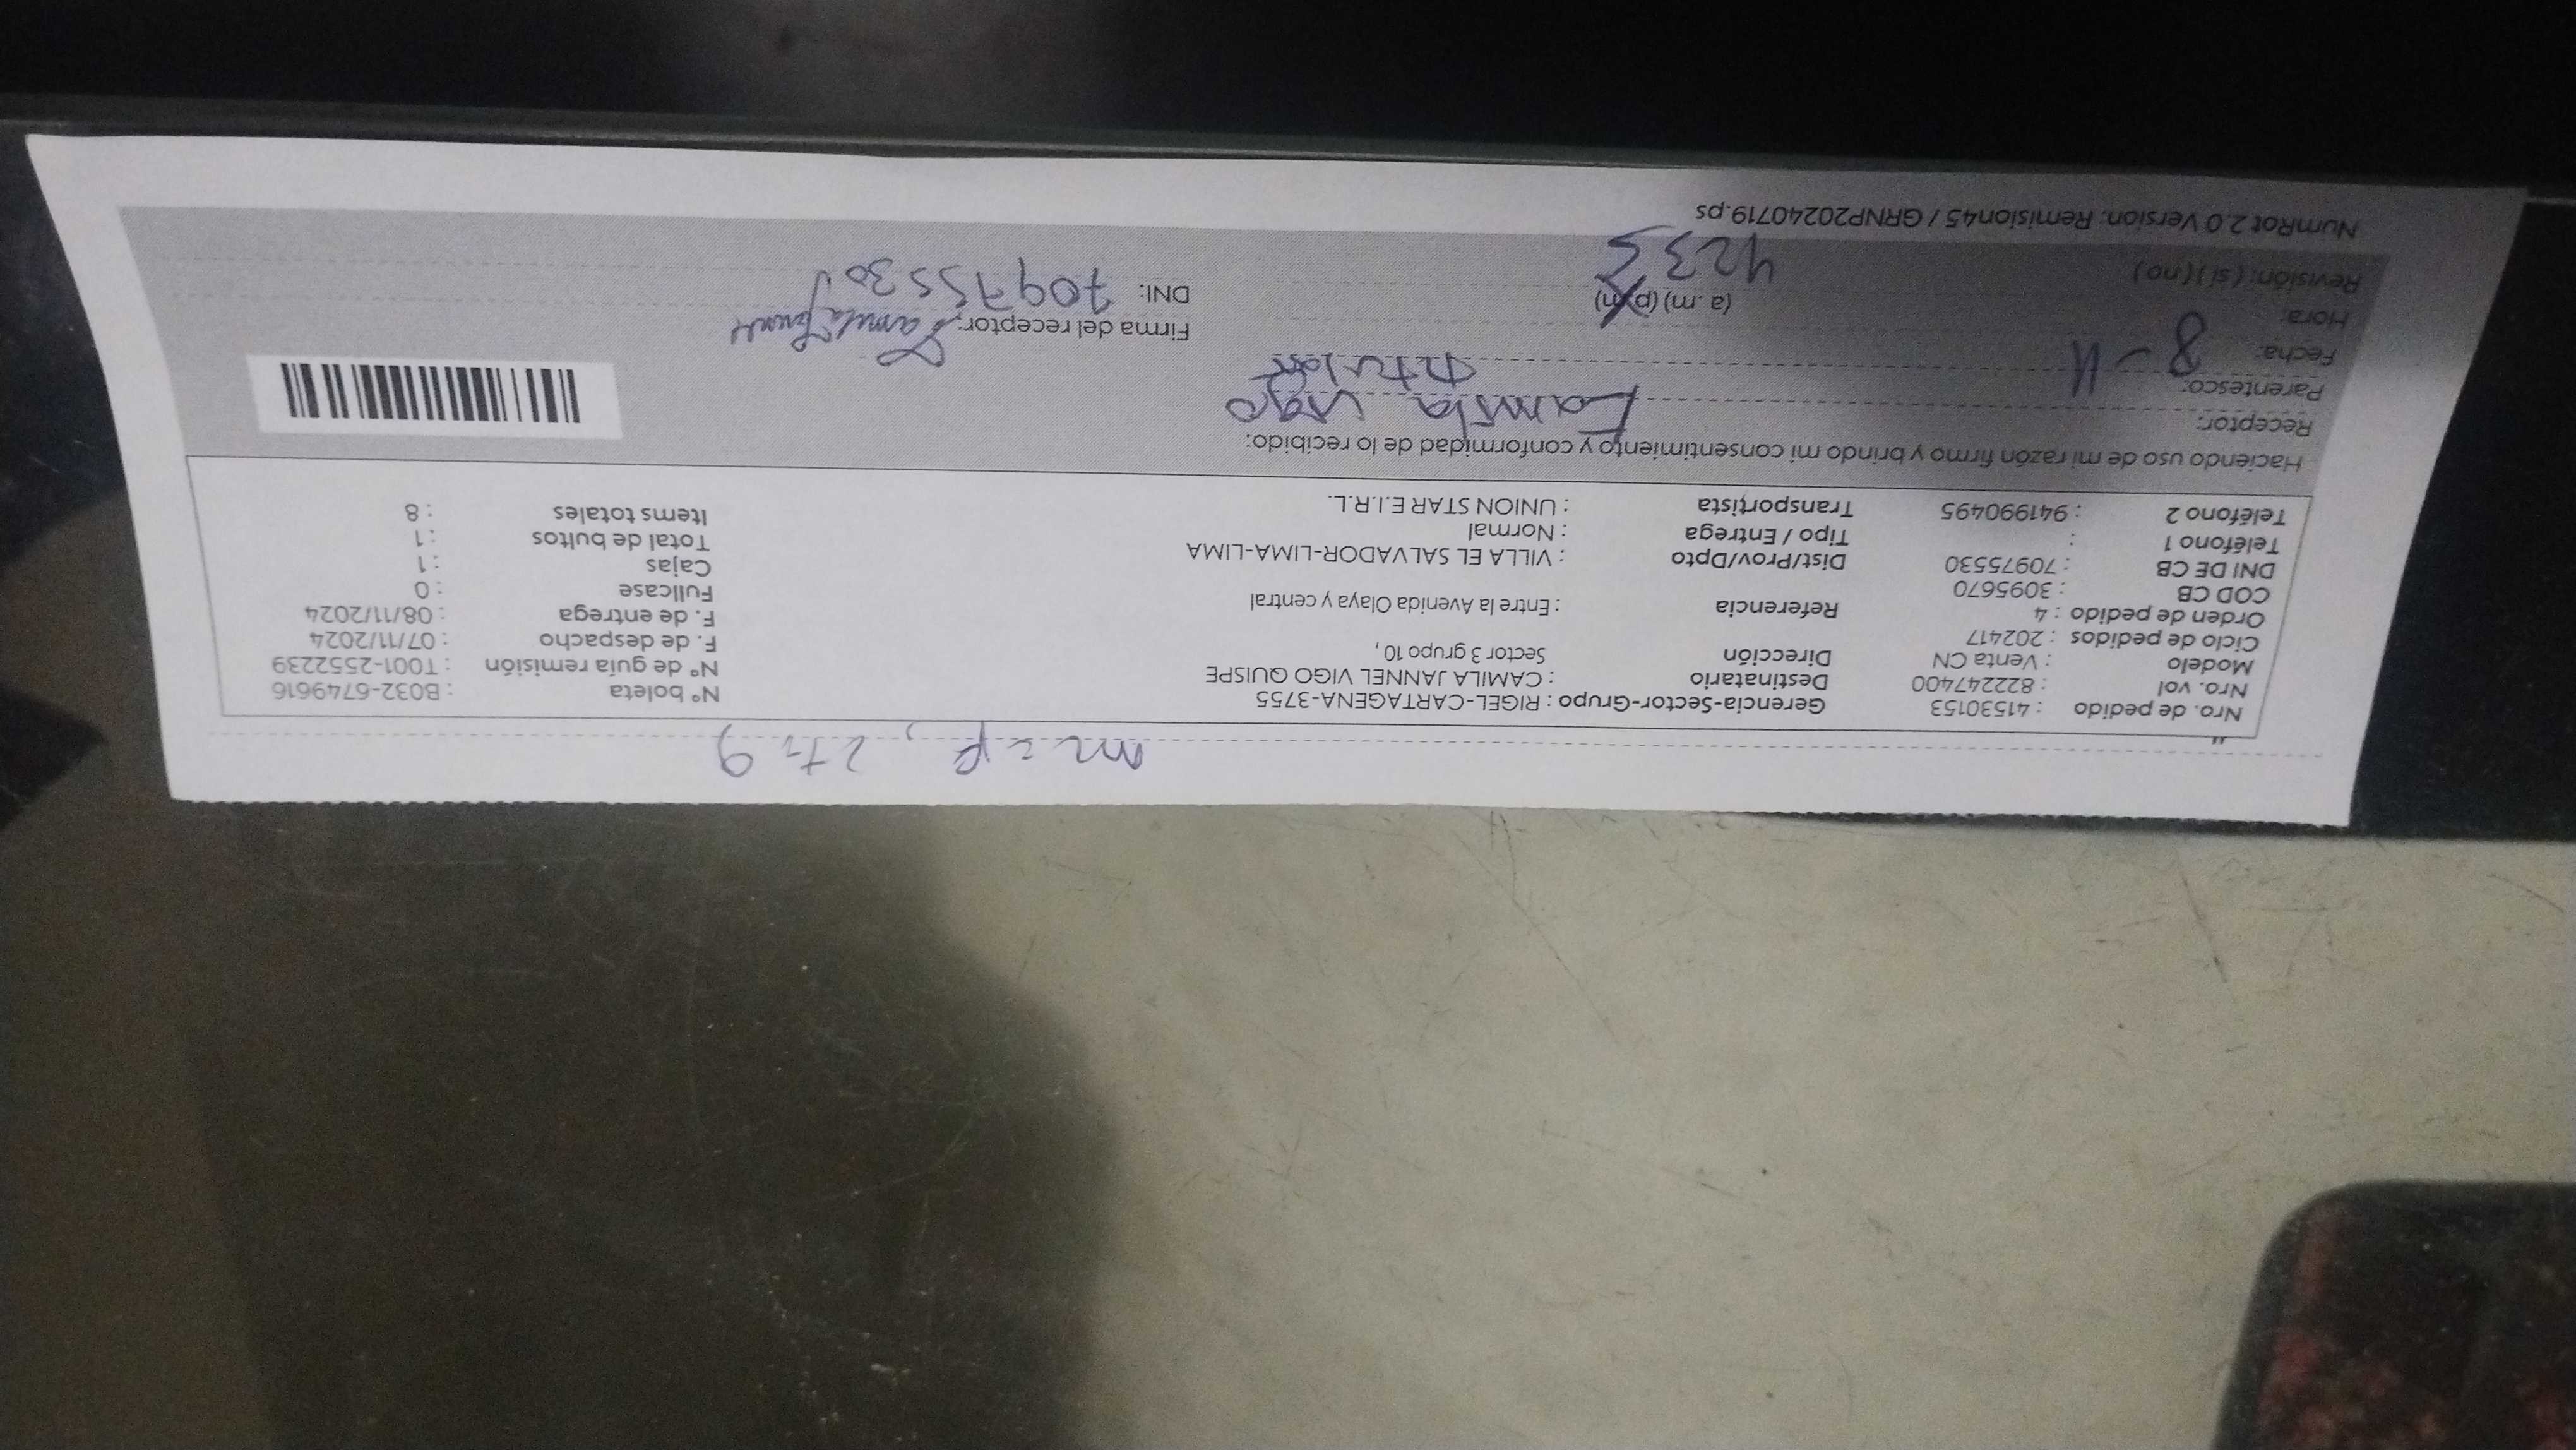 Nro. de pedido : 41530153 Gerencia-Sector-Grupo : RIGEL-CARTAGENA-3755 N° boleta : B032-6749616
Nro. vol : 822247400 Destinatario : CAMILA JANNEL VIGO QUISPE N° de guía remisión : T001-2552239
Modelo : Venta CN Dirección Sector 3 grupo 10, F. de despacho : 07/11/2024
Ciclo de pedidos : 202417 F. de entrega : 08/11/2024
Orden de pedido : 4 Referencia : Entre la Avenida Olaya y central Fullcase : 0
COD CB : 3095670 Cajas : 1
DNI DE CB : 70975530 Dist/Prov/Dpto : VILLA EL SALVADOR-LIMA-LIMA Total de bultos : 1
Teléfono 1 : Tipo / Entrega : Normal Items totales : 8
Teléfono 2 : 941990495 Transportista : UNION STAR E.I.R.L.
Haciendo uso de mi razón firmo y brindo mi consentimiento y conformidad de lo recibido:
Receptor: Camila Vigo
Parentesco: titular
Fecha: 8-11 Firma del receptor:
Hora: (a.m) (p.m) DNI: 70975530
Revisión: (si) (no) 4235
NumRot 2.0 Version: Remision45 / GRNP20240719.ps